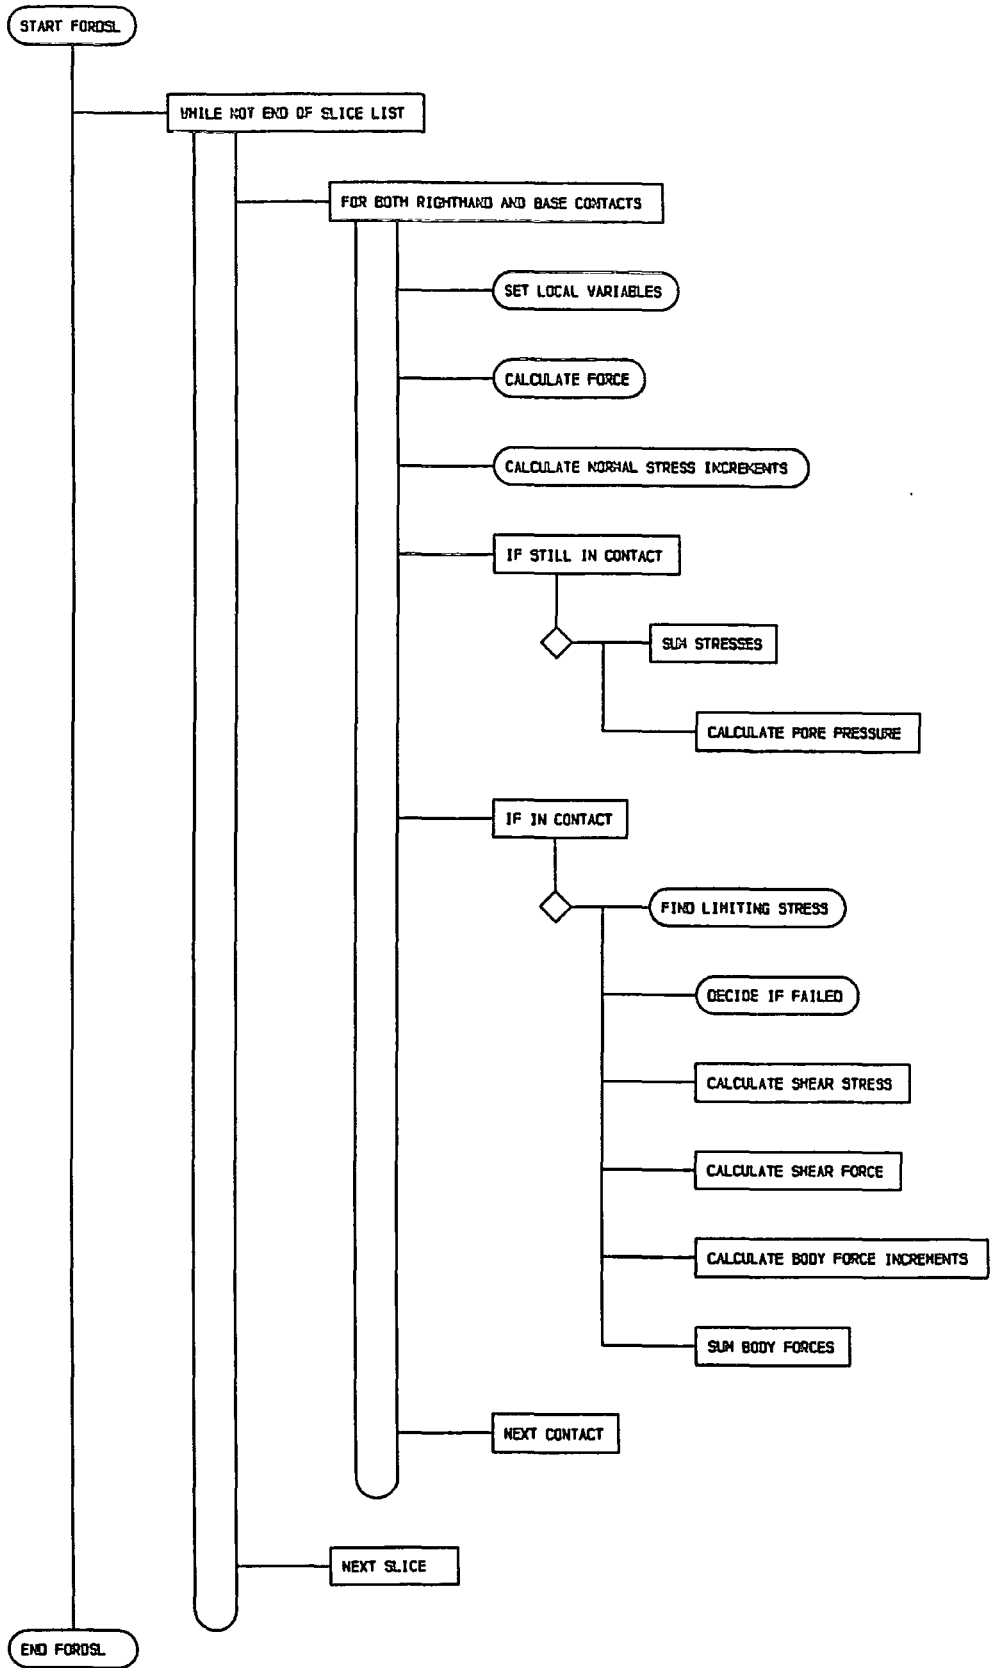 START FORDSL
WHILE NOT END OF SLICE LIST
FOR BOTH RIGHTHAND AND BASE CONTACTS
SET LOCAL VARIABLES
CALCULATE FORCE
CALCULATE NORMAL STRESS INCREMENTS
IF STILL IN CONTACT
SUM STRESSES
CALCULATE PORE PRESSURE
IF IN CONTACT
FIND LIMITING STRESS
DECIDE IF FAILED
CALCULATE SHEAR STRESS
CALCULATE SHEAR FORCE
CALCULATE BODY FORCE INCREMENTS
SUM BODY FORCES
NEXT CONTACT
NEXT SLICE
END FORDSL